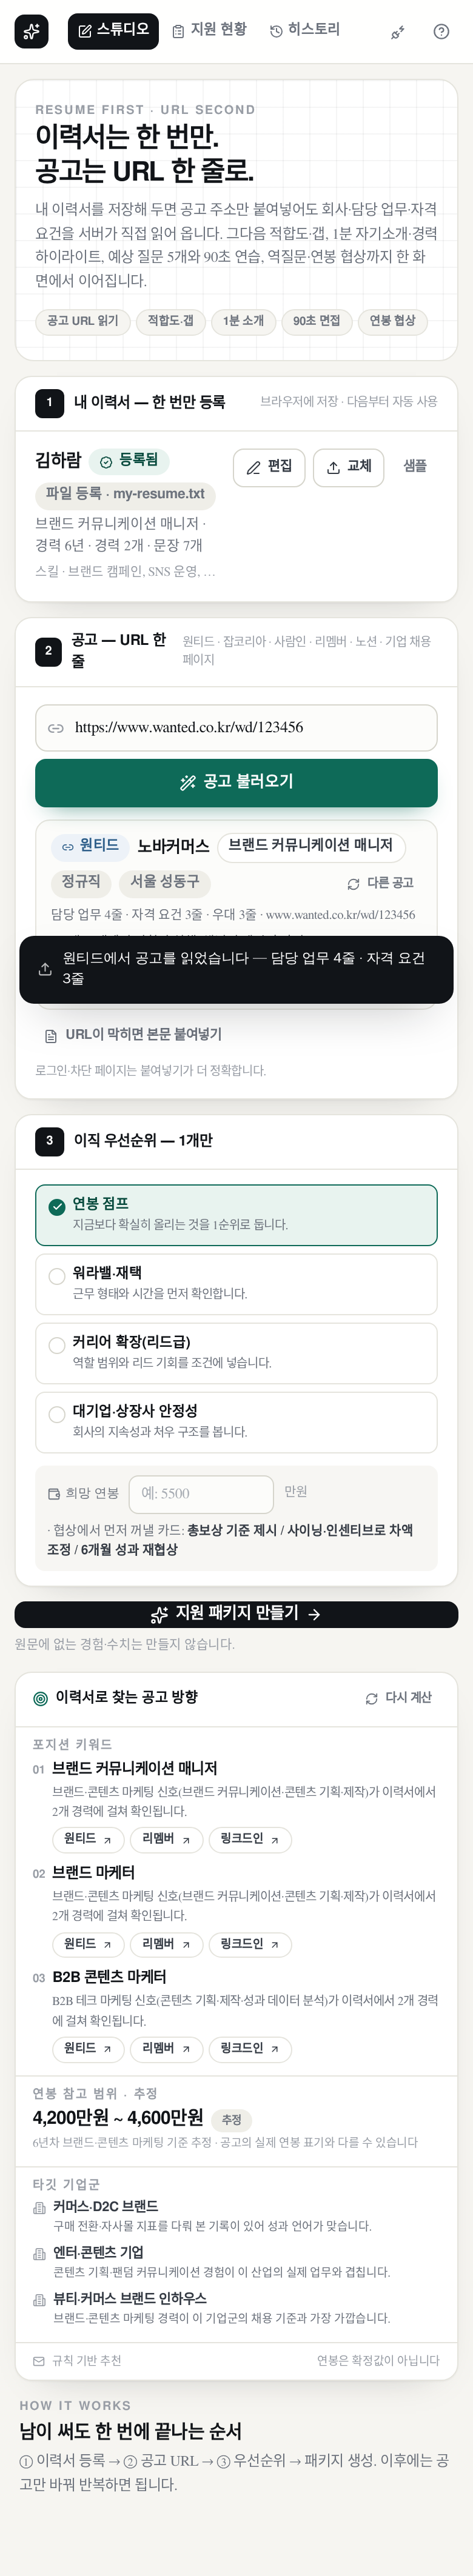 스튜디오 지원 현황 히스토리
RESUME FIRST · URL SECOND
이력서는 한 번만.
공고는 URL 한 줄로.
내 이력서를 저장해 두면 공고 주소만 붙여넣어도 회사·담당 업무·자격
요건을 서버가 직접 읽어 옵니다. 그다음 적합도·갭, 1분 자기소개·경력
하이라이트, 예상 질문 5개와 90초 연습, 역질문·연봉 협상까지 한 화
면에서 이어집니다.
공고 URL 읽기 적합도·갭 1분 소개 90초 면접 연봉 협상
1 내 이력서 — 한 번만 등록 브라우저에 저장 · 다음부터 자동 사용
김하람 등록됨 편집 교체 샘플
파일 등록 · my-resume.txt
브랜드 커뮤니케이션 매니저 ·
경력 6년 · 경력 2개 · 문장 7개
스킬 · 브랜드 캠페인, SNS 운영, …
2 공고 — URL 한
줄
원티드 · 잡코리아 · 사람인 · 리멤버 · 노션 · 기업 채용
페이지
https://www.wanted.co.kr/wd/123456
공고 불러오기
원티드 노바커머스 브랜드 커뮤니케이션 매니저
정규직 서울 성동구 다른 공고
담당 업무 4줄 · 자격 요건 3줄 · 우대 3줄 · www.wanted.co.kr/wd/123456
원티드에서 공고를 읽었습니다 — 담당 업무 4줄 · 자격 요건
3줄
URL이 막히면 본문 붙여넣기
로그인·차단 페이지는 붙여넣기가 더 정확합니다.
3 이직 우선순위 — 1개만
연봉 점프
지금보다 확실히 올리는 것을 1순위로 둡니다.
워라밸·재택
근무 형태와 시간을 먼저 확인합니다.
커리어 확장(리드급)
역할 범위와 리드 기회를 조건에 넣습니다.
대기업·상장사 안정성
회사의 지속성과 처우 구조를 봅니다.
희망 연봉 예: 5500 만원
· 협상에서 먼저 꺼낼 카드: 총보상 기준 제시 / 사이닝·인센티브로 차액
조정 / 6개월 성과 재협상
지원 패키지 만들기
원문에 없는 경험·수치는 만들지 않습니다.
이력서로 찾는 공고 방향 다시 계산
포지션 키워드
01 브랜드 커뮤니케이션 매니저
브랜드·콘텐츠 마케팅 신호(브랜드 커뮤니케이션·콘텐츠 기획·제작)가 이력서에서
2개 경력에 걸쳐 확인됩니다.
원티드 리멤버 링크드인
02 브랜드 마케터
브랜드·콘텐츠 마케팅 신호(브랜드 커뮤니케이션·콘텐츠 기획·제작)가 이력서에서
2개 경력에 걸쳐 확인됩니다.
원티드 리멤버 링크드인
03 B2B 콘텐츠 마케터
B2B 테크 마케팅 신호(콘텐츠 기획·제작·성과 데이터 분석)가 이력서에서 2개 경력
에 걸쳐 확인됩니다.
원티드 리멤버 링크드인
연봉 참고 범위 · 추정
4,200만원 ~ 4,600만원 추정
6년차 브랜드·콘텐츠 마케팅 기준 추정 · 공고의 실제 연봉 표기와 다를 수 있습니다
타깃 기업군
커머스·D2C 브랜드
구매 전환·자사몰 지표를 다뤄 본 기록이 있어 성과 언어가 맞습니다.
엔터·콘텐츠 기업
콘텐츠 기획·팬덤 커뮤니케이션 경험이 이 산업의 실제 업무와 겹칩니다.
뷰티·커머스 브랜드 인하우스
브랜드·콘텐츠 마케팅 경력이 이 기업군의 채용 기준과 가장 가깝습니다.
규칙 기반 추천 연봉은 확정값이 아닙니다
HOW IT WORKS
남이 써도 한 번에 끝나는 순서
① 이력서 등록 → ② 공고 URL → ③ 우선순위 → 패키지 생성. 이후에는 공
고만 바꿔 반복하면 됩니다.